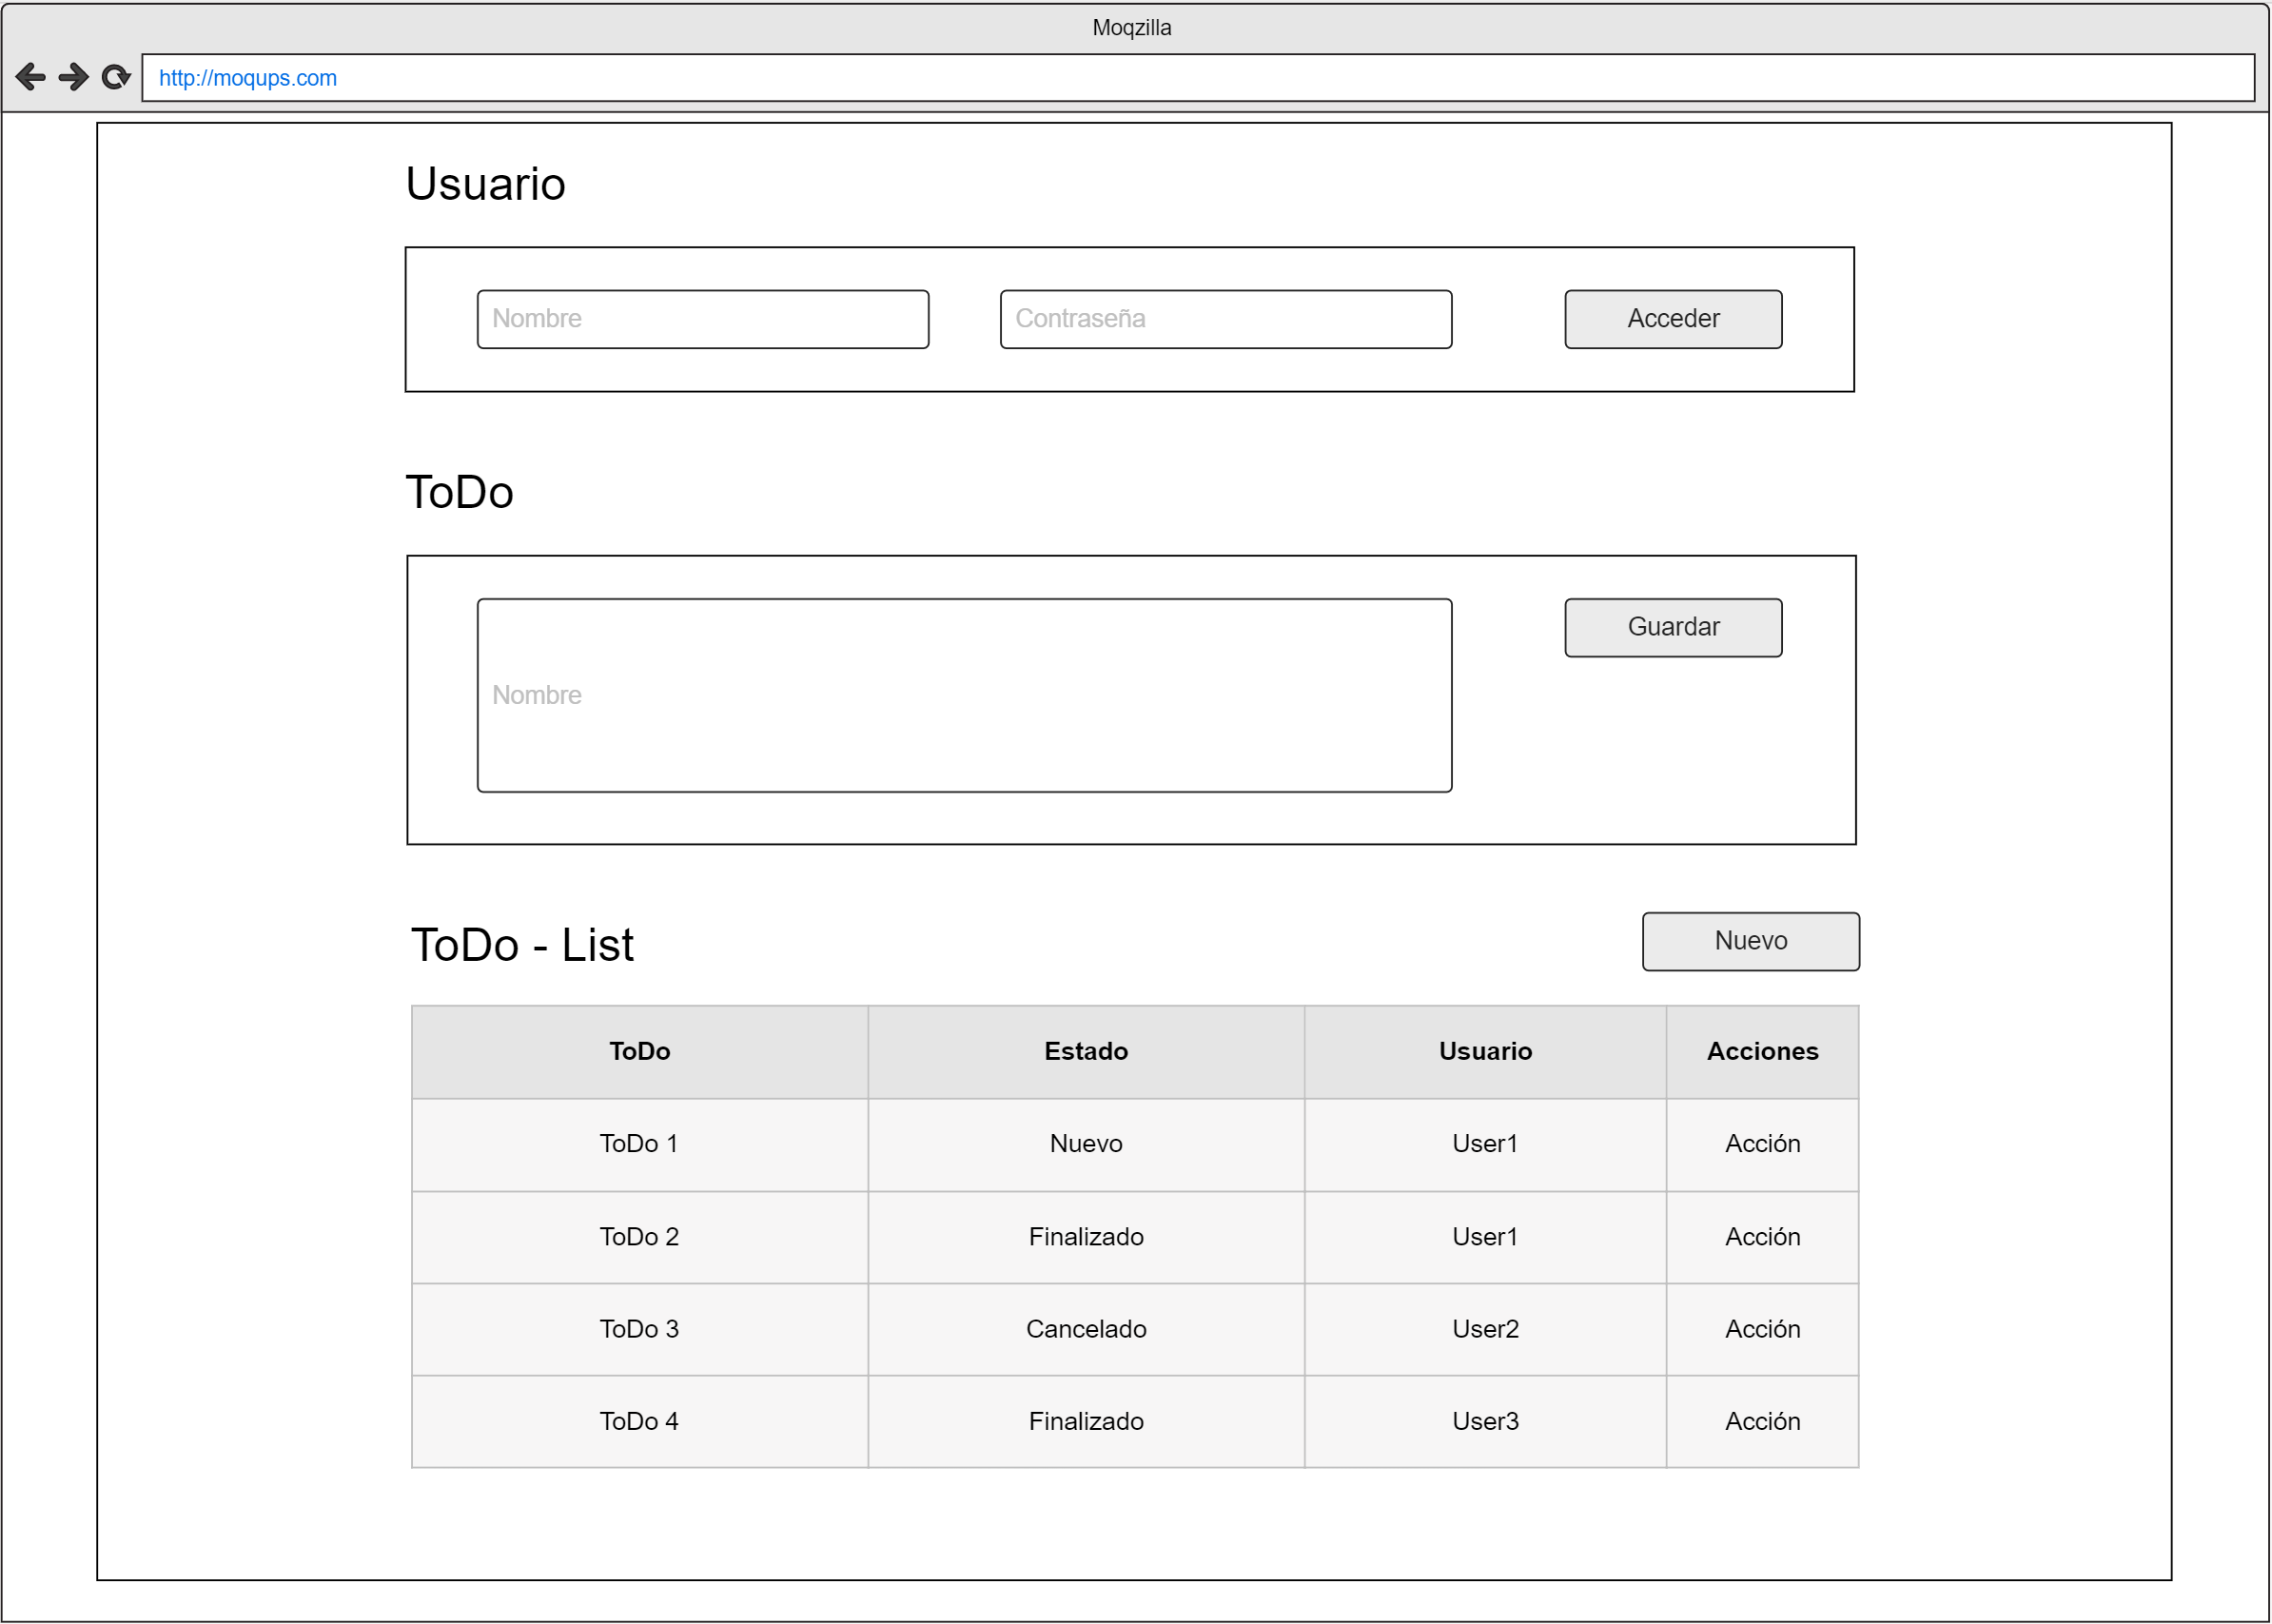 Moqzilla
http://moqups.com
Usuario
Nombre Contraseña Acceder
ToDo
Guardar
Nombre
ToDo - List Nuevo
ToDo Estado Usuario Acciones
ToDo 1 Nuevo User1 Acción
ToDo 2 Finalizado User1 Acción
ToDo 3 Cancelado User2 Acción
ToDo 4 Finalizado User3 Acción